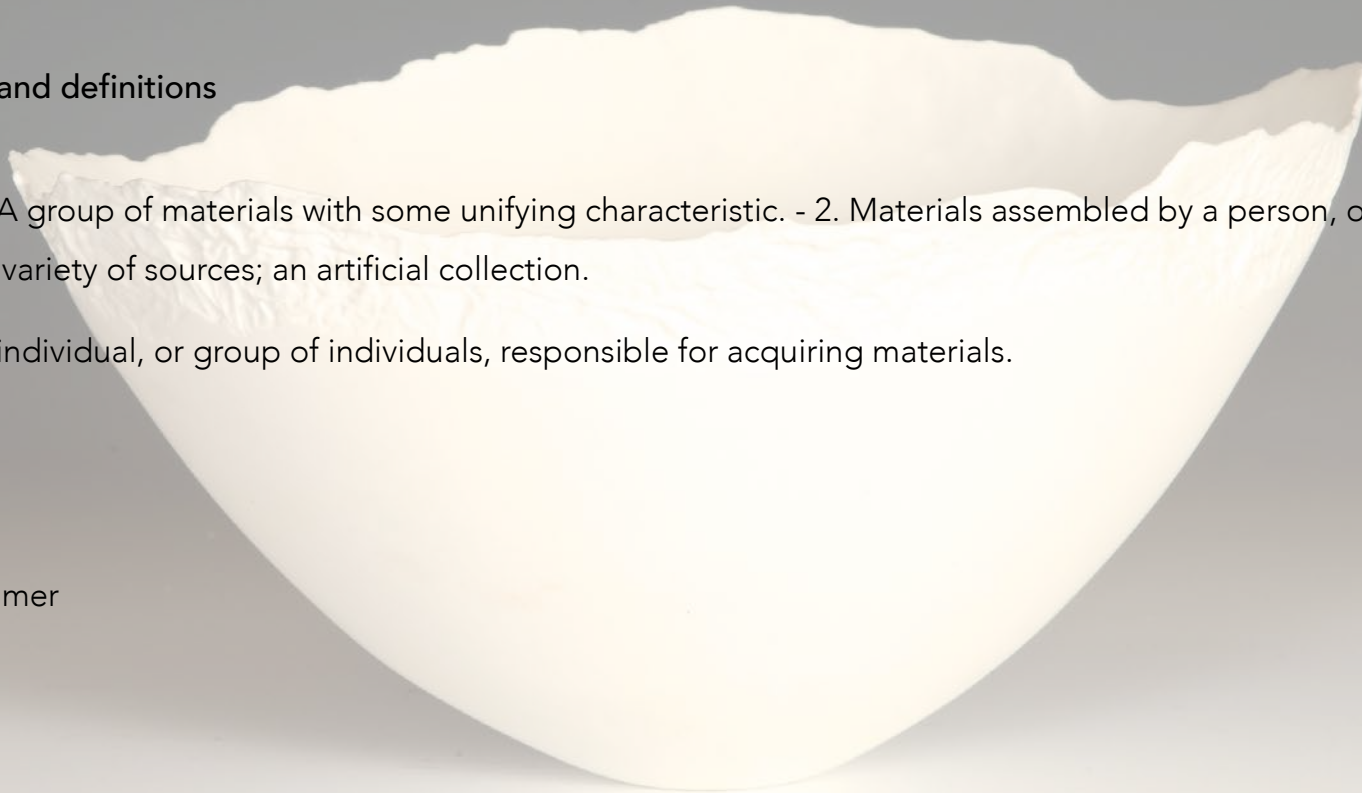 and definitions
A group of materials with some unifying characteristic. - 2. Materials assembled by a person, o
variety of sources; an artificial collection.
individual, or group of individuals, responsible for acquiring materials.
mer